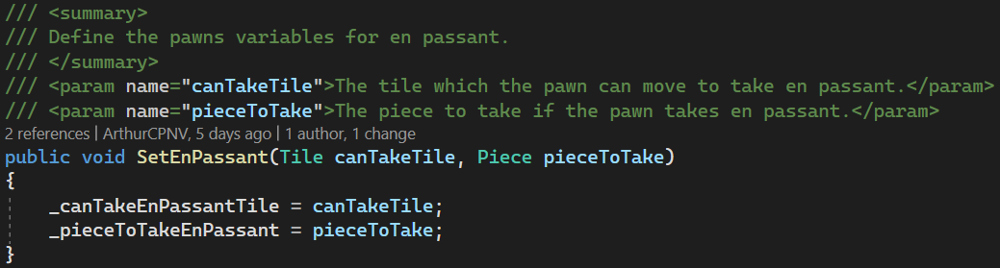 /// <summary>
/// Define the pawns variables for en passant.
/// </summary>
/// <param name="canTakeTile">The tile which the pawn can move to take en passant.</param>
/// <param name="pieceToTake">The piece to take if the pawn takes en passant.</param>
2 references | ArthurCPNV, 5 days ago | 1 author, 1 change
public void SetEnPassant(Tile canTakeTile, Piece pieceToTake)
{
    _canTakeEnPassantTile = canTakeTile;
    _pieceToTakeEnPassant = pieceToTake;
}